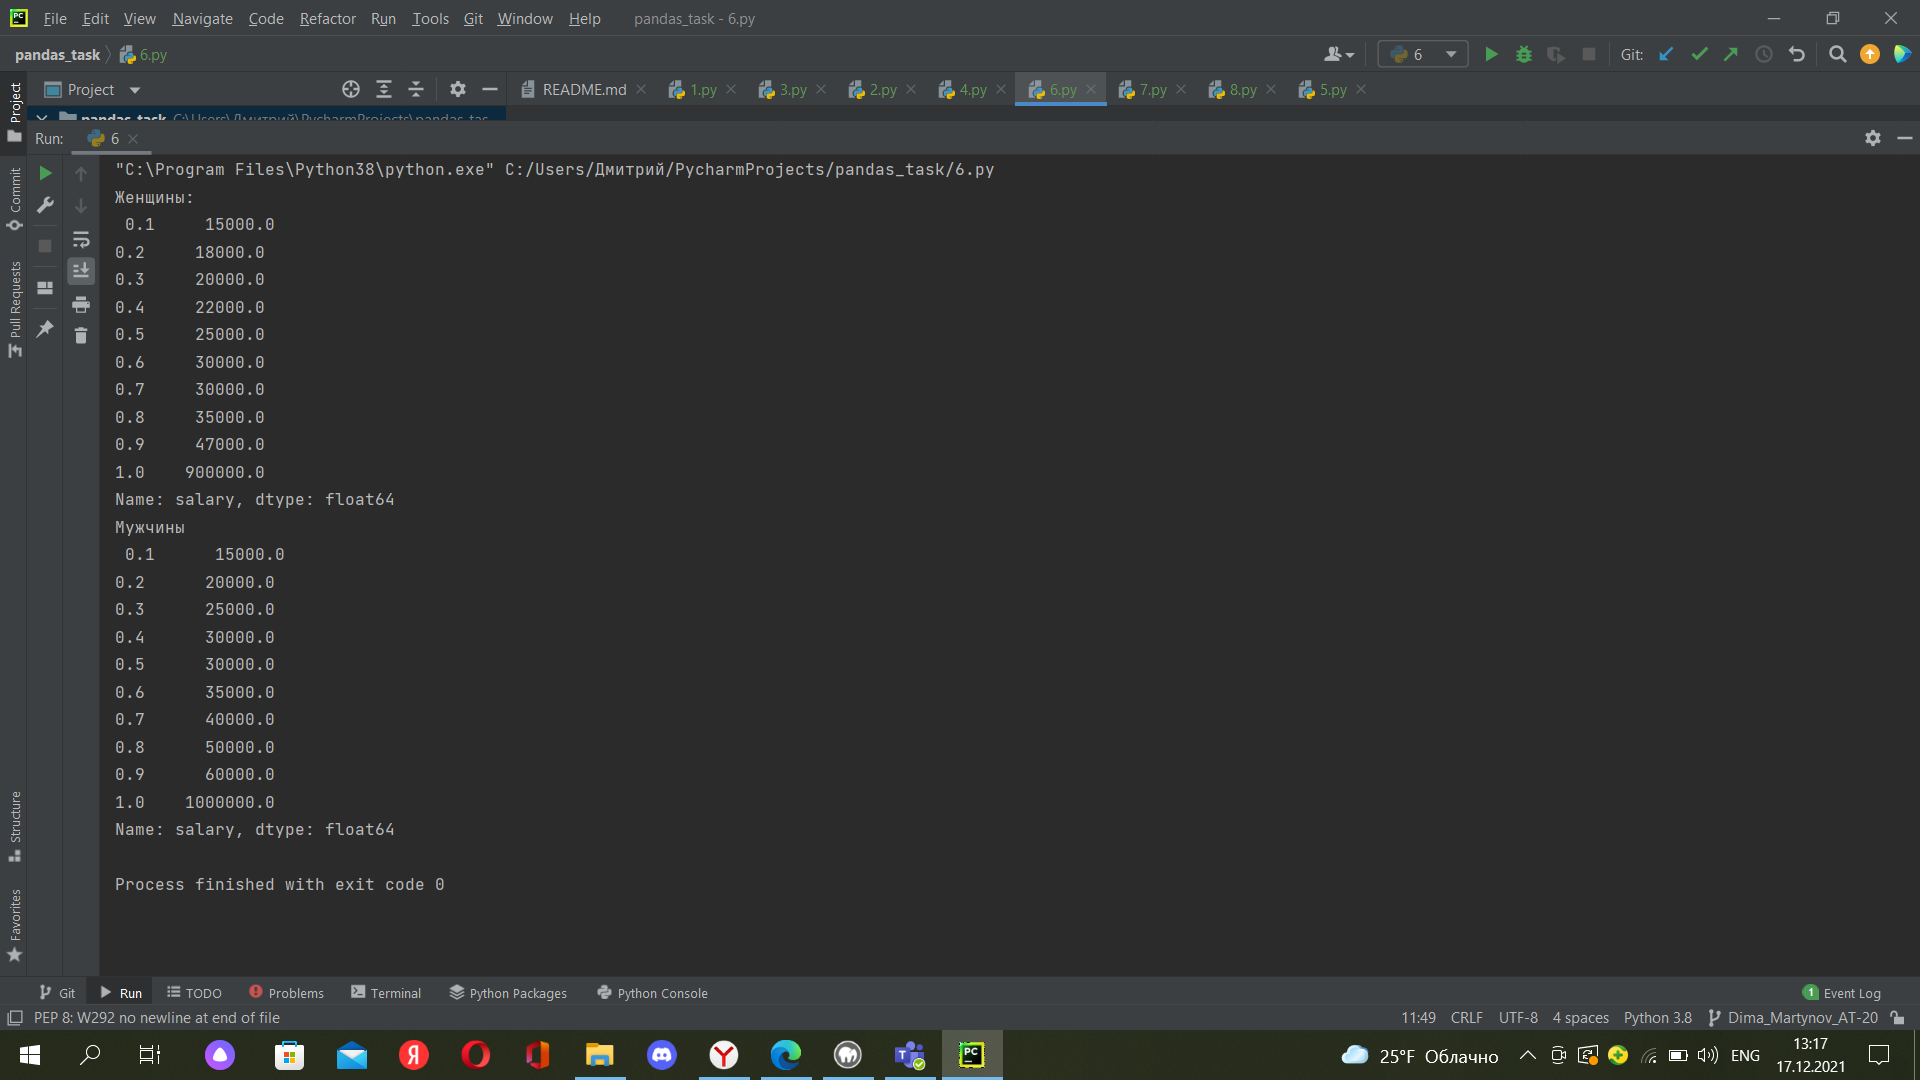 File Edit View Navigate Code Refactor Run Tools Git Window Help pandas_task - 6.py
pandas_task 6.py 6 Git:
Project README.md 1.py 3.py 2.py 4.py 6.py 7.py 8.py 5.py
pandas_task C:\Users\Дмитрий\PycharmProjects\pandas_tas
Run: 6
"C:\Program Files\Python38\python.exe" C:/Users/Дмитрий/PycharmProjects/pandas_task/6.py
Женщины:
0.1 15000.0
0.2 18000.0
0.3 20000.0
0.4 22000.0
0.5 25000.0
0.6 30000.0
0.7 30000.0
0.8 35000.0
0.9 47000.0
1.0 900000.0
Name: salary, dtype: float64
Мужчины
0.1 15000.0
0.2 20000.0
0.3 25000.0
0.4 30000.0
0.5 30000.0
0.6 35000.0
0.7 40000.0
0.8 50000.0
0.9 60000.0
1.0 1000000.0
Name: salary, dtype: float64
Process finished with exit code 0
Project
Commit
Pull Requests
Structure
Favorites
Git Run TODO Problems Terminal Python Packages Python Console 1 Event Log
PEP 8: W292 no newline at end of file 11:49 CRLF UTF-8 4 spaces Python 3.8 Dima_Martynov_AT-20
25°F Облачно ENG 13:17
17.12.2021